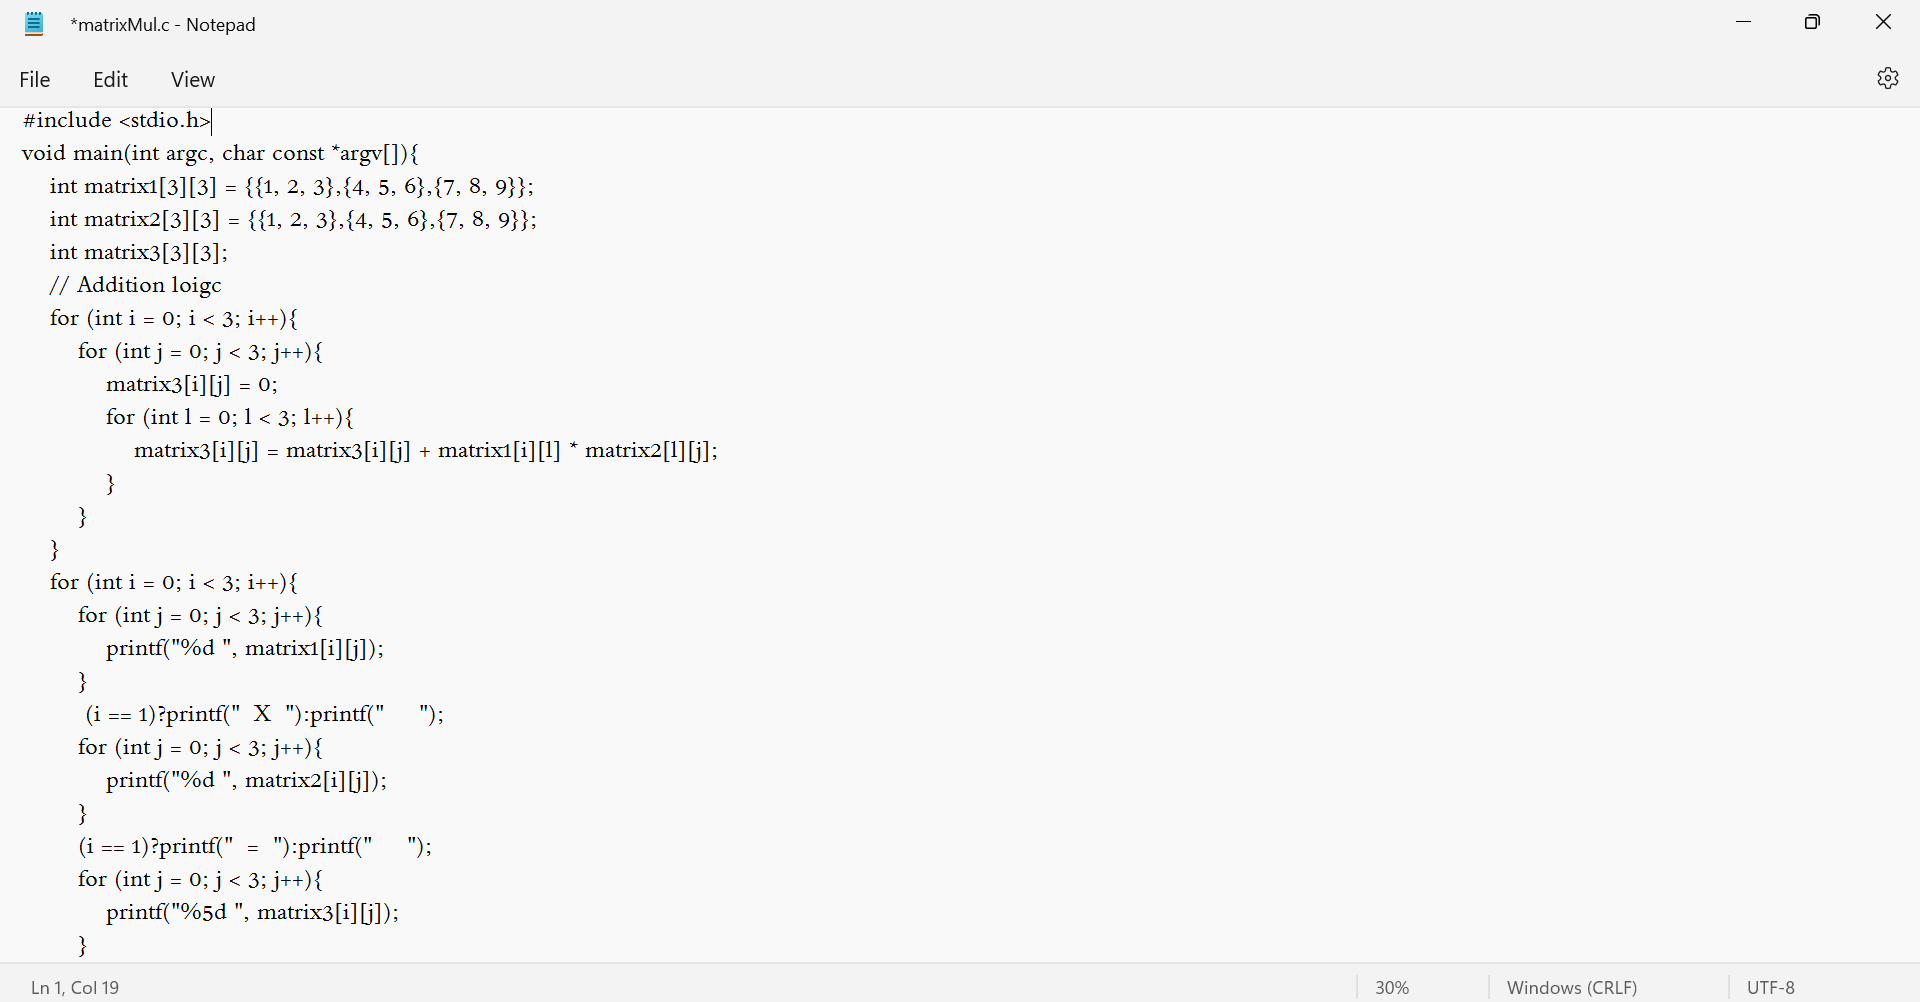 *matrixMul.c - Notepad
File Edit View
#include <stdio.h>
void main(int argc, char const *argv[]){
    int matrix1[3][3] = {{1, 2, 3},{4, 5, 6},{7, 8, 9}};
    int matrix2[3][3] = {{1, 2, 3},{4, 5, 6},{7, 8, 9}};
    int matrix3[3][3];
    // Addition loigc
    for (int i = 0; i < 3; i++){
        for (int j = 0; j < 3; j++){
            matrix3[i][j] = 0;
            for (int l = 0; l < 3; l++){
                matrix3[i][j] = matrix3[i][j] + matrix1[i][l] * matrix2[l][j];
            }
        }
    }
    for (int i = 0; i < 3; i++){
        for (int j = 0; j < 3; j++){
            printf("%d ", matrix1[i][j]);
        }
         (i == 1)?printf("  X  "):printf("     ");
        for (int j = 0; j < 3; j++){
            printf("%d ", matrix2[i][j]);
        }
        (i == 1)?printf("  =  "):printf("     ");
        for (int j = 0; j < 3; j++){
            printf("%5d ", matrix3[i][j]);
        }
Ln 1, Col 19 30% Windows (CRLF) UTF-8